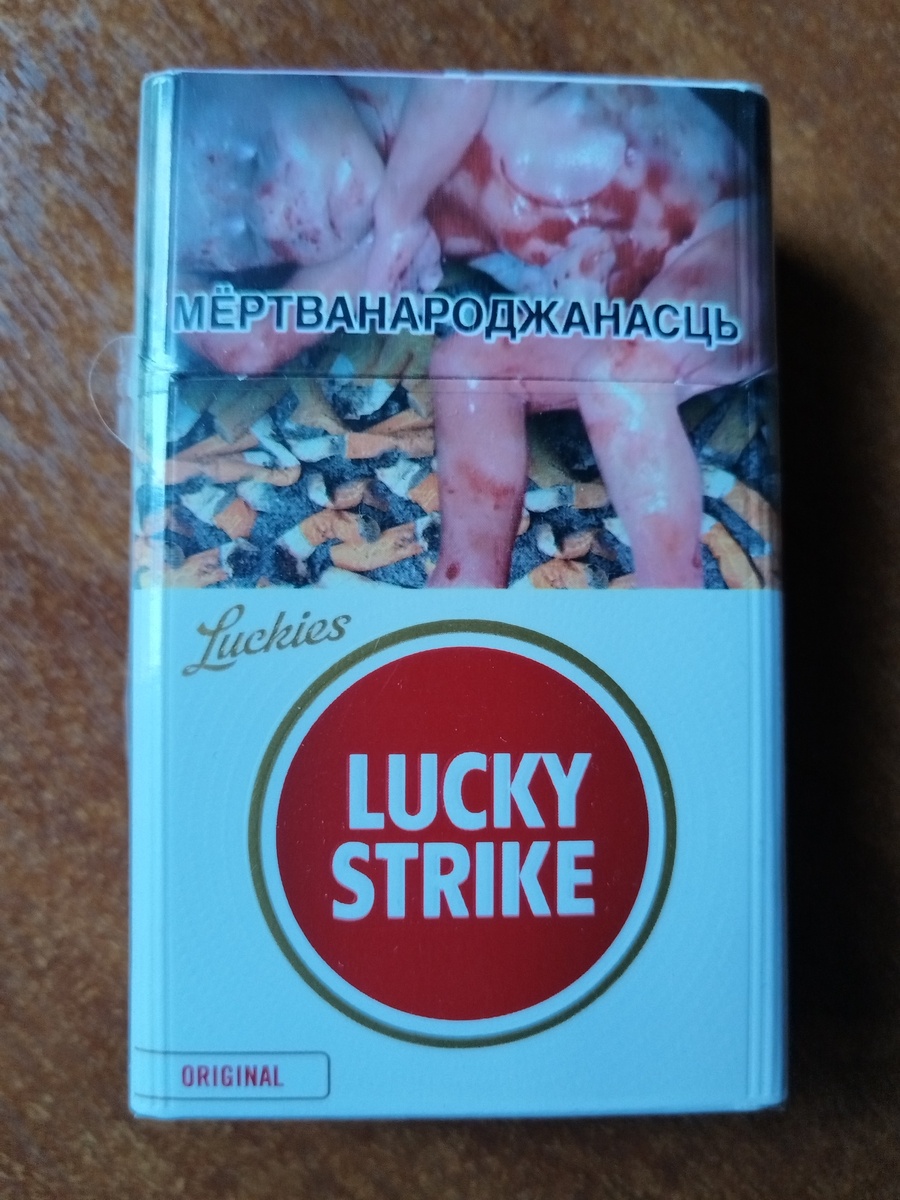 МЁРТВАНАРОДЖАНАСЦЬ
Luckies
LUCKY
STRIKE
ORIGINAL